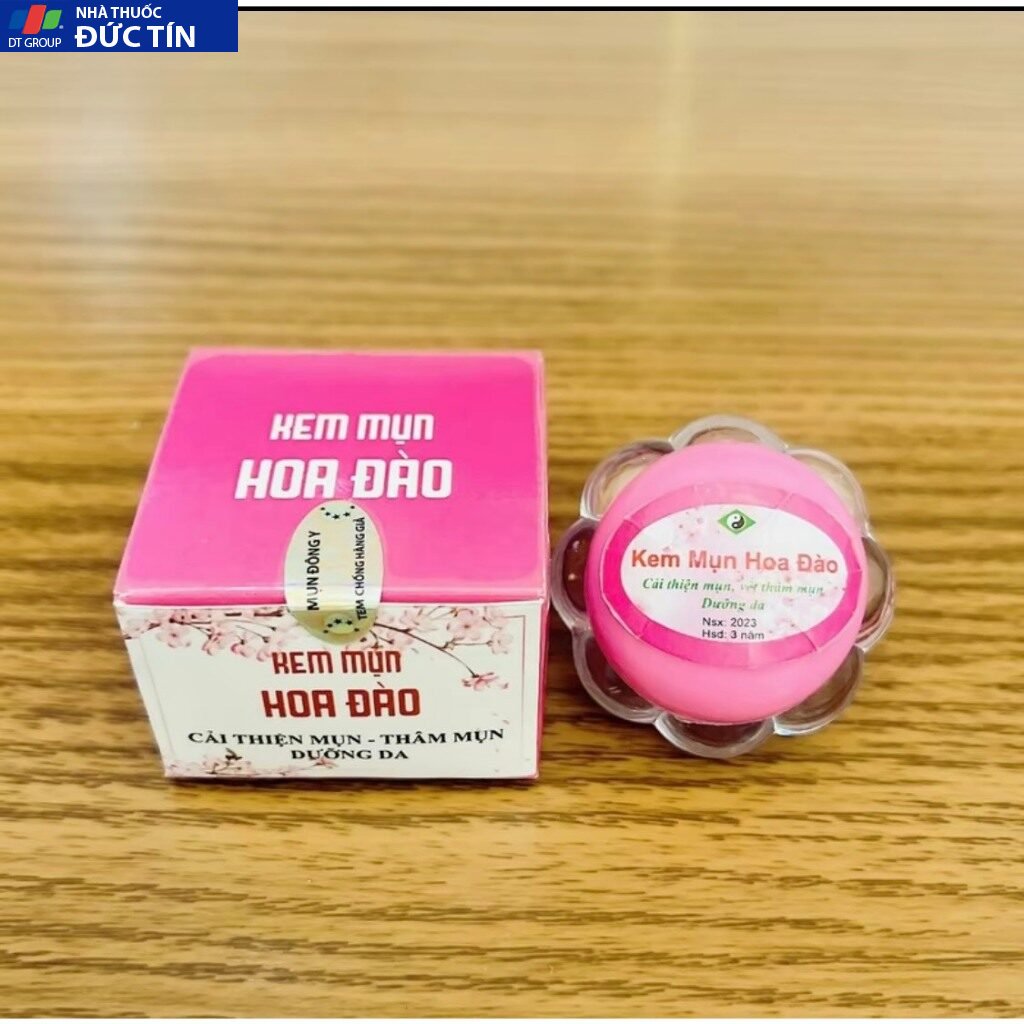 NHÀ THUỐC
ĐỨC TÍN
DT GROUP
KEM MỤN
HOA ĐÀO
MỤN ĐÔNG Y
TEM CHỐNG HÀNG GIẢ
KEM MỤN
HOA ĐÀO
CẢI THIỆN MỤN - THÂM MỤN
DƯỠNG DA
Kem Mụn Hoa Đào
Cải thiện mụn, vết thâm mụn
Dưỡng da
Nsx: 2023
Hsd: 3 năm